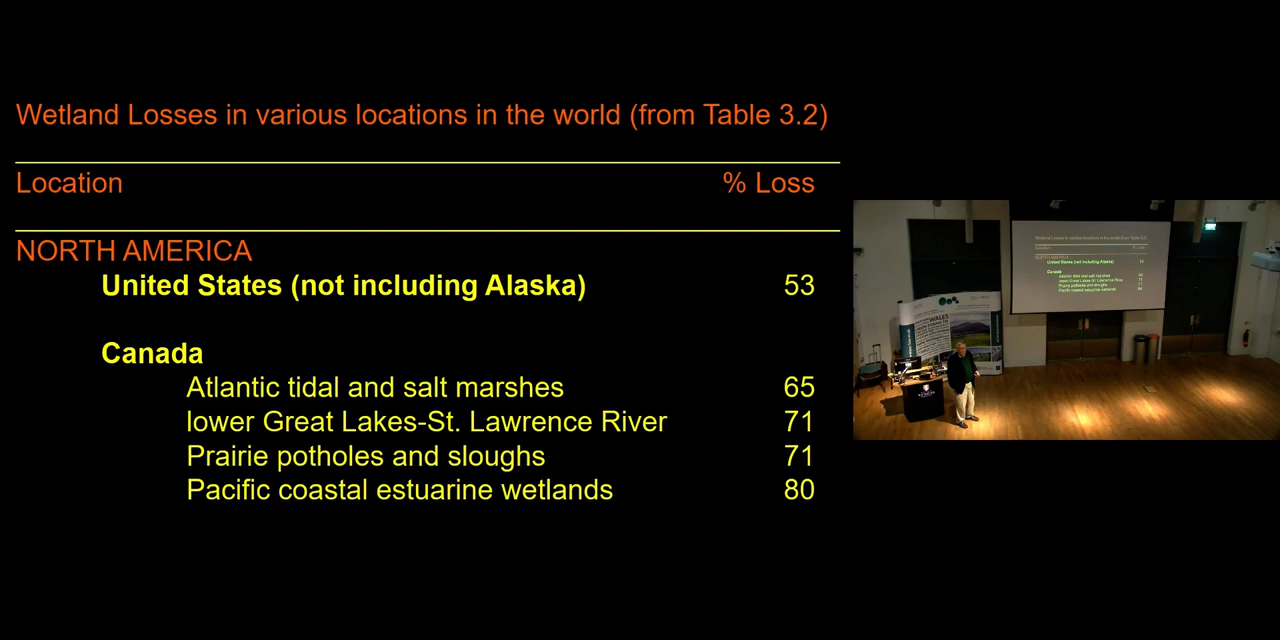 Wetland Losses in various locations in the world (from Table 3.2)
Location % Loss
NORTH AMERICA
United States (not including Alaska) 53
Canada
Atlantic tidal and salt marshes 65
lower Great Lakes-St. Lawrence River 71
Prairie potholes and sloughs 71
Pacific coastal estuarine wetlands 80
WALES